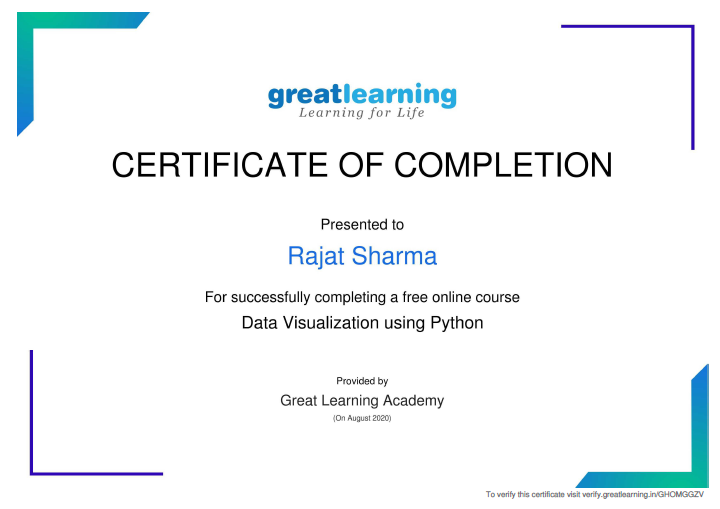 greatlearning
Learning for Life
CERTIFICATE OF COMPLETION
Presented to
Rajat Sharma
For successfully completing a free online course
Data Visualization using Python
Provided by
Great Learning Academy
(On August 2020)
To verify this certificate visit verify.greatlearning.in/GHOMGGZV